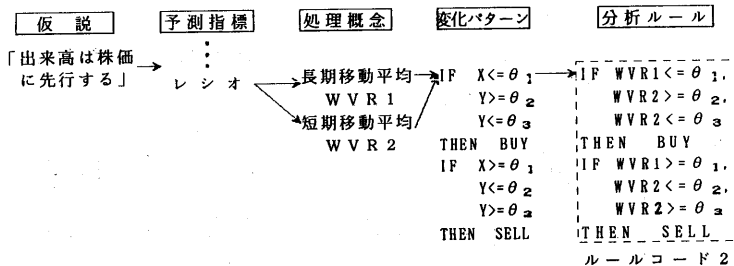 仮説 予測指標 処理概念 変化パターン 分析ルール
「出来高は株価に先行する」
レシオ
長期移動平均
WVR1
短期移動平均
WVR2
IF X<=θ1
Y>=θ2
Y<=θ3
THEN BUY
IF X>=θ1
Y<=θ2
Y>=θ3
THEN SELL
IF WVR1<=θ1,
WVR2>=θ2,
WVR2<=θ3
THEN BUY
IF WVR1>=θ1,
WVR2<=θ2,
WVR2>=θ3
THEN SELL
ルールコード2